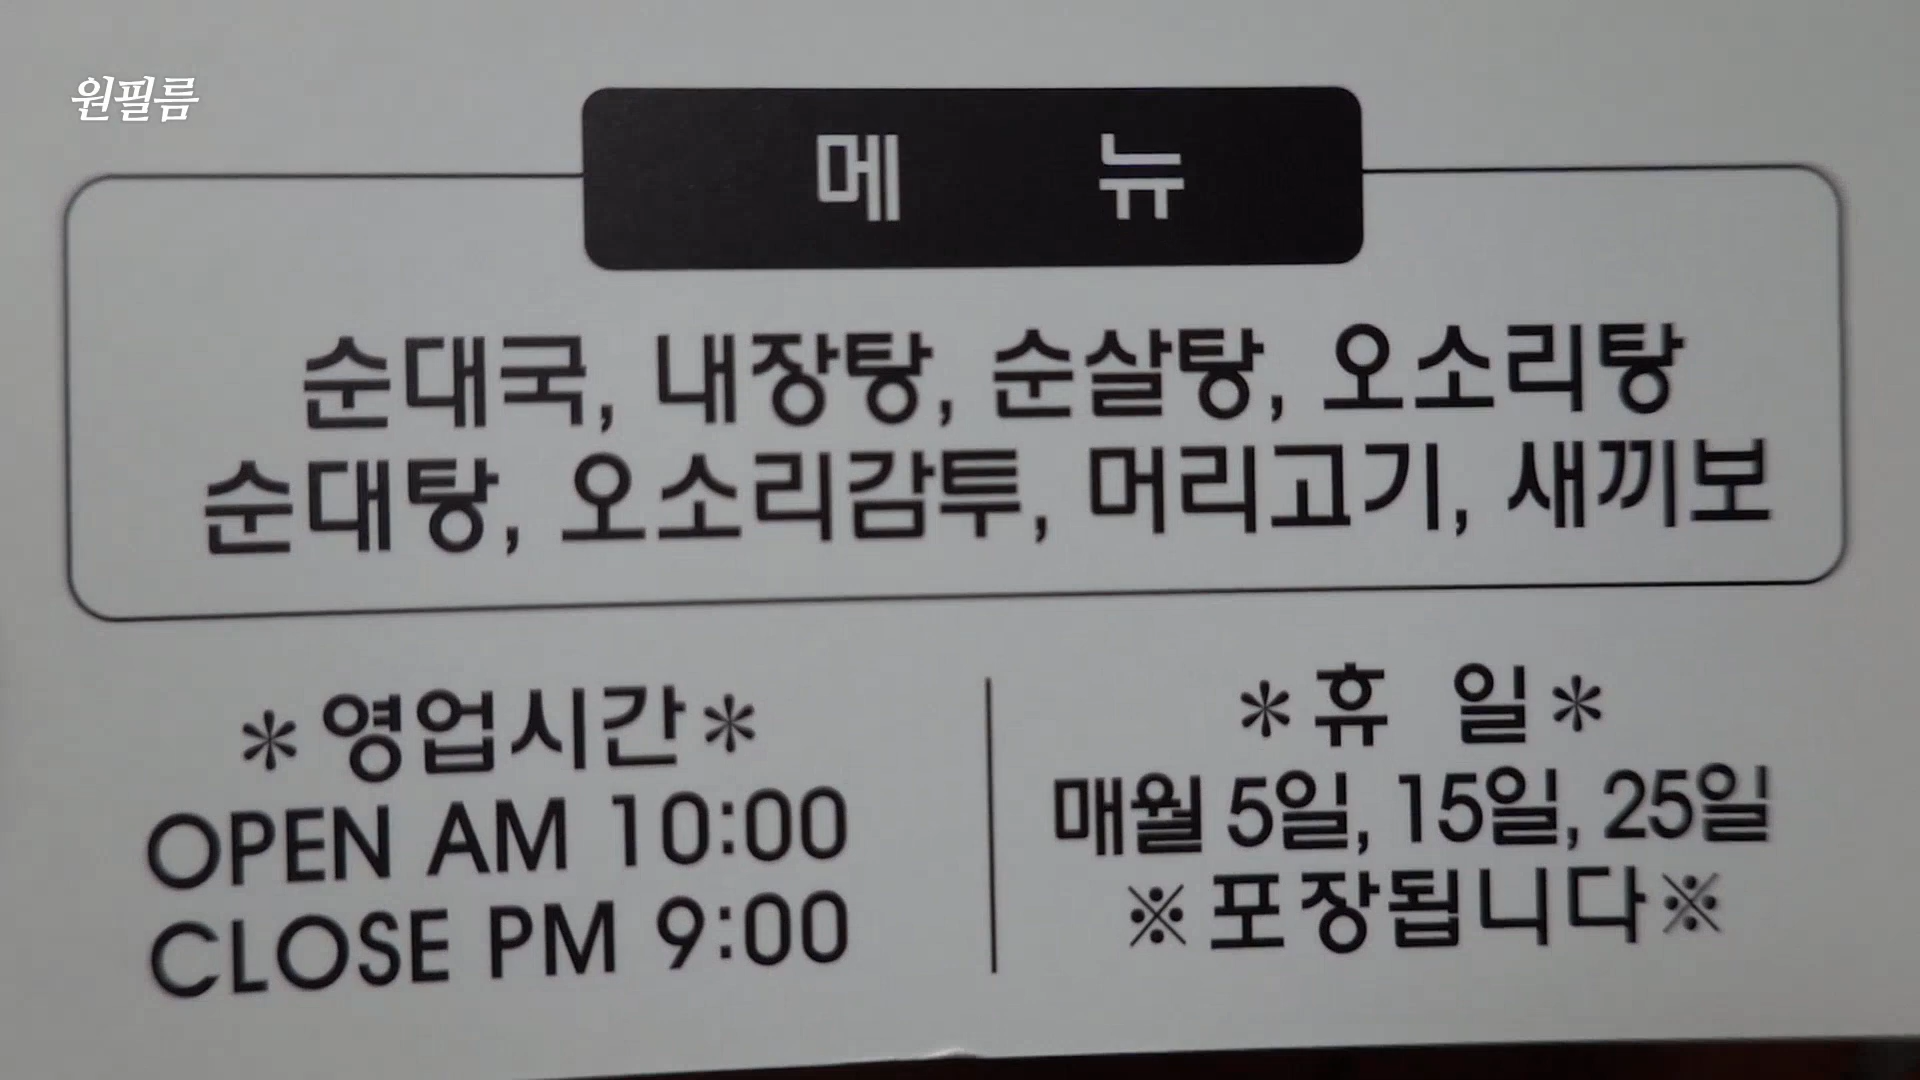 원필름
메 뉴
순대국, 내장탕, 순살탕, 오소리탕
순대탕, 오소리감투, 머리고기, 새끼보
*영업시간*
OPEN AM 10:00
CLOSE PM 9:00
*휴 일*
매월 5일, 15일, 25일
※포장됩니다※